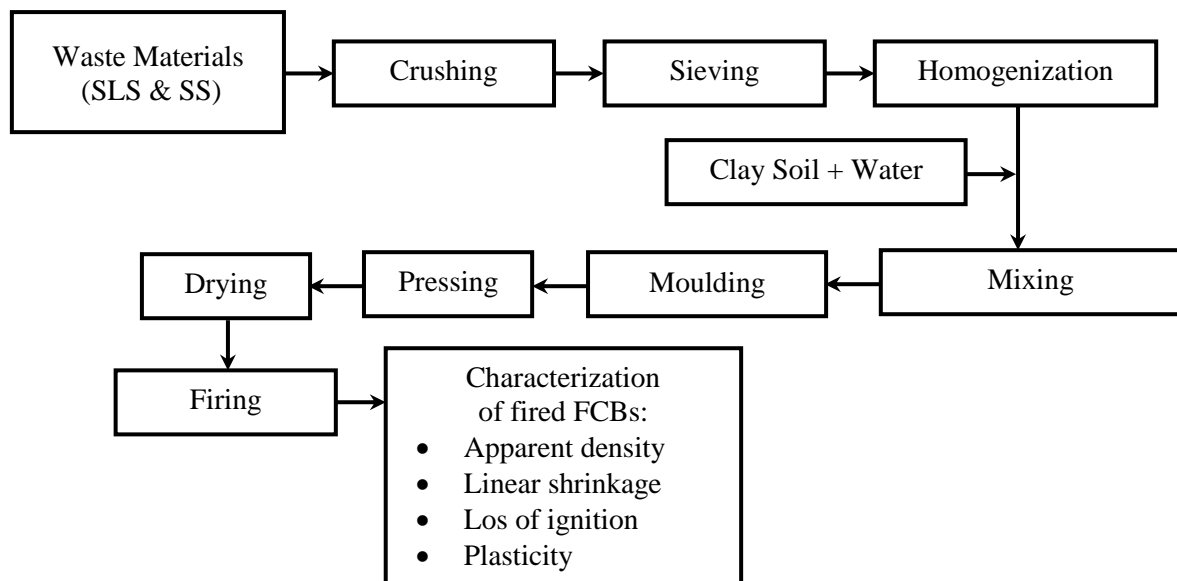 Waste Materials
(SLS & SS)
Crushing
Sieving
Homogenization
Clay Soil + Water
Mixing
Moulding
Pressing
Drying
Firing
Characterization
of fired FCBs:
• Apparent density
• Linear shrinkage
• Los of ignition
• Plasticity